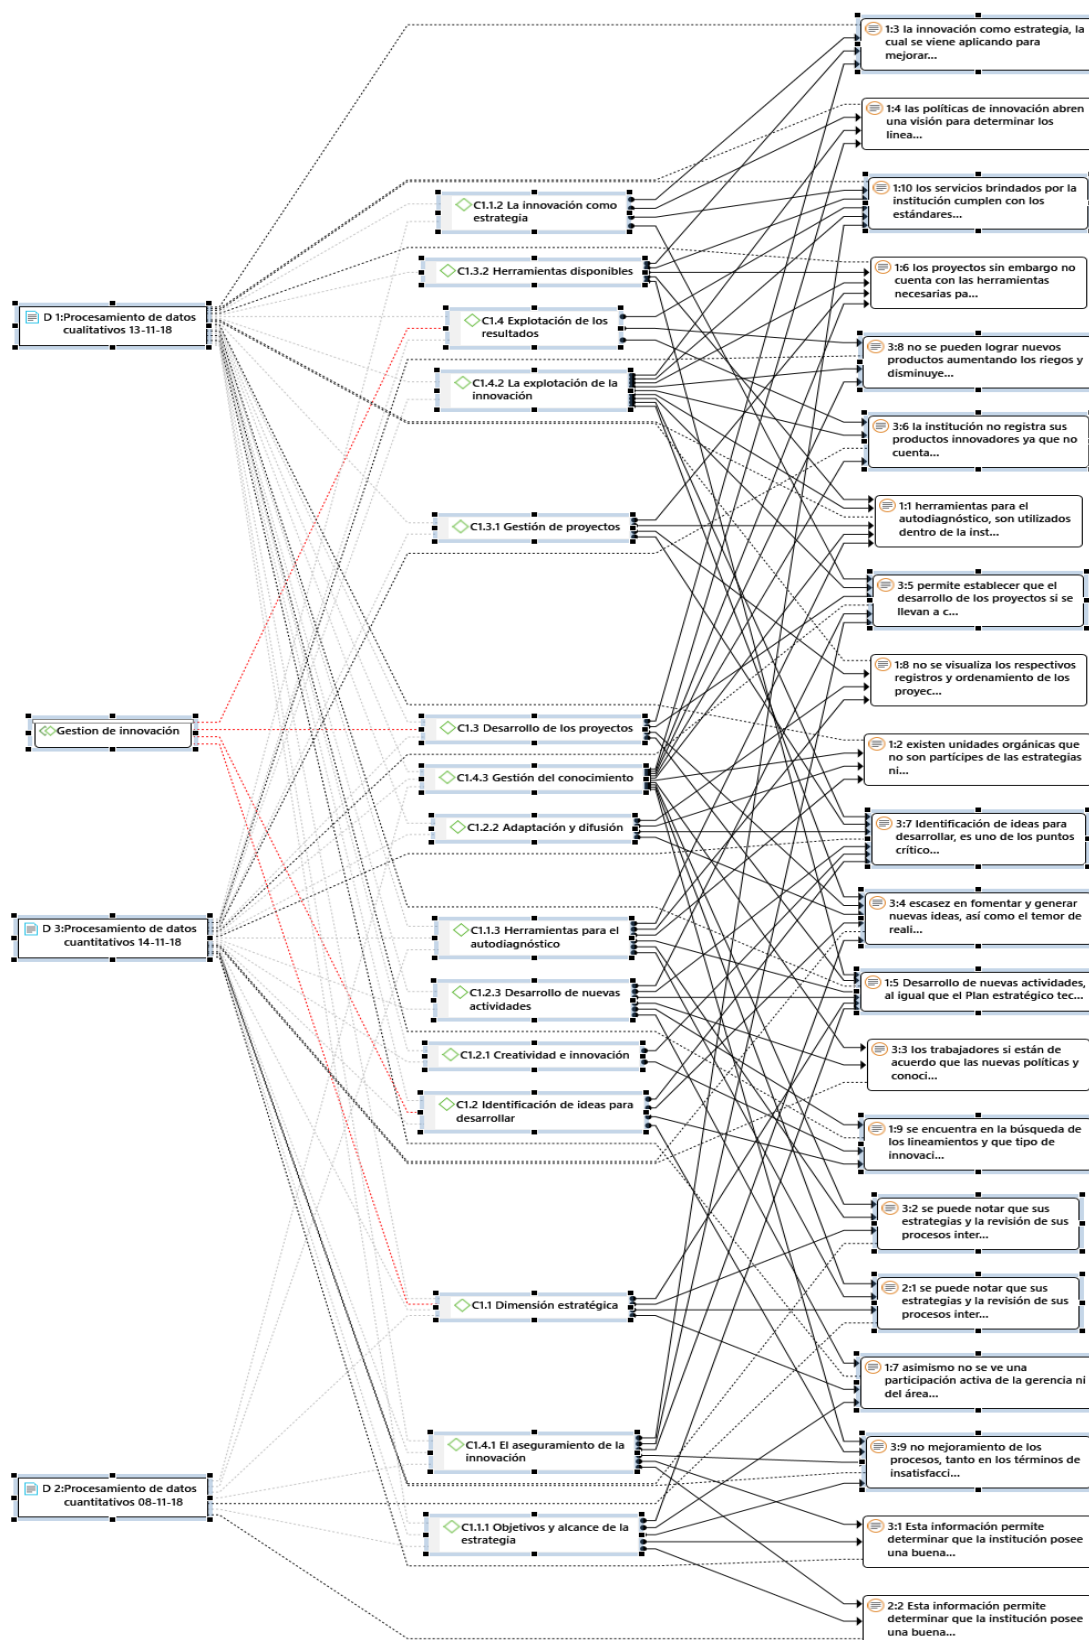 D 1:Procesamiento de datos
cualitativos 13-11-18
Gestion de innovación
D 3:Procesamiento de datos
cuantitativos 14-11-18
D 2:Procesamiento de datos
cuantitativos 08-11-18
C1.1.2 La innovación como
estrategia
C1.3.2 Herramientas disponibles
C1.4 Explotación de los
resultados
C1.4.2 La explotación de la
innovación
C1.3.1 Gestión de proyectos
C1.3 Desarrollo de los proyectos
C1.4.3 Gestión del conocimiento
C1.2.2 Adaptación y difusión
C1.1.3 Herramientas para el
autodiagnóstico
C1.2.3 Desarrollo de nuevas
actividades
C1.2.1 Creatividad e innovación
C1.2 Identificación de ideas para
desarrollar
C1.1 Dimensión estratégica
C1.4.1 El aseguramiento de la
innovación
C1.1.1 Objetivos y alcance de la
estrategia
1:3 la innovación como estrategia, la
cual se viene aplicando para
mejorar...
1:4 las políticas de innovación abren
una visión para determinar los
linea...
1:10 los servicios brindados por la
institución cumplen con los
estándares...
1:6 los proyectos sin embargo no
cuenta con las herramientas
necesarias pa...
3:8 no se pueden lograr nuevos
productos aumentando los riegos y
disminuye...
3:6 la institución no registra sus
productos innovadores ya que no
cuenta...
1:1 herramientas para el
autodiagnóstico, son utilizados
dentro de la inst...
3:5 permite establecer que el
desarrollo de los proyectos si se
llevan a c...
1:8 no se visualiza los respectivos
registros y ordenamiento de los
proyec...
1:2 existen unidades orgánicas que
no son partícipes de las estrategias
ni...
3:7 Identificación de ideas para
desarrollar, es uno de los puntos
crítico...
3:4 escasez en fomentar y generar
nuevas ideas, así como el temor de
reali...
1:5 Desarrollo de nuevas actividades,
al igual que el Plan estratégico tec...
3:3 los trabajadores si están de
acuerdo que las nuevas políticas y
conoci...
1:9 se encuentra en la búsqueda de
los lineamientos y que tipo de
innovaci...
3:2 se puede notar que sus
estrategias y la revisión de sus
procesos inter...
2:1 se puede notar que sus
estrategias y la revisión de sus
procesos inter...
1:7 asimismo no se ve una
participación activa de la gerencia ni
del área...
3:9 no mejoramiento de los
procesos, tanto en los términos de
insatisfacci...
3:1 Esta información permite
determinar que la institución posee
una buena...
2:2 Esta información permite
determinar que la institución posee
una buena...